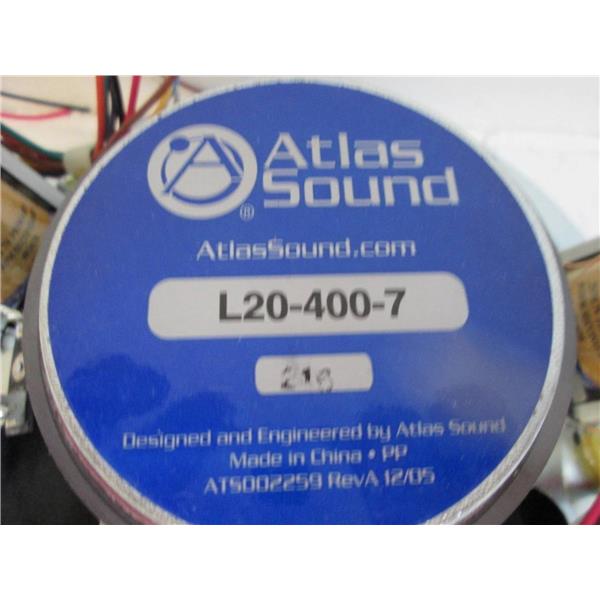 Atlas
Sound
®
AtlasSound.com
L20-400-7
218
Designed and Engineered by Atlas Sound
Made in China • PP
ATS002259 RevA 12/05